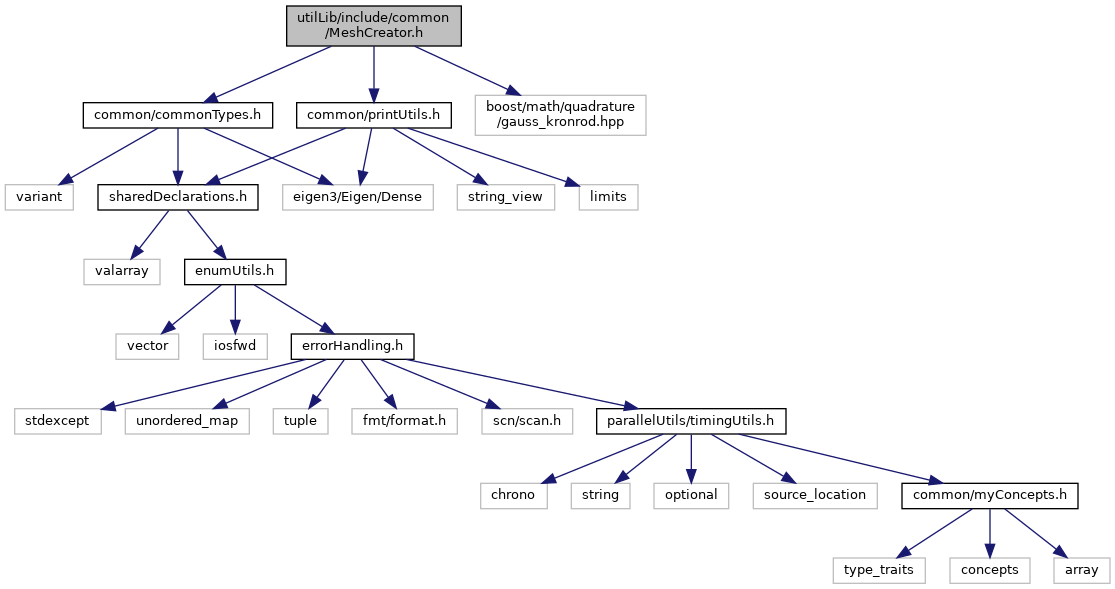 utilLib/include/common
/MeshCreator.h
common/commonTypes.h
common/printUtils.h
boost/math/quadrature
/gauss_kronrod.hpp
variant
sharedDeclarations.h
eigen3/Eigen/Dense
string_view
limits
valarray
enumUtils.h
vector
iosfwd
errorHandling.h
stdexcept
unordered_map
tuple
fmt/format.h
scn/scan.h
parallelUtils/timingUtils.h
chrono
string
optional
source_location
common/myConcepts.h
type_traits
concepts
array